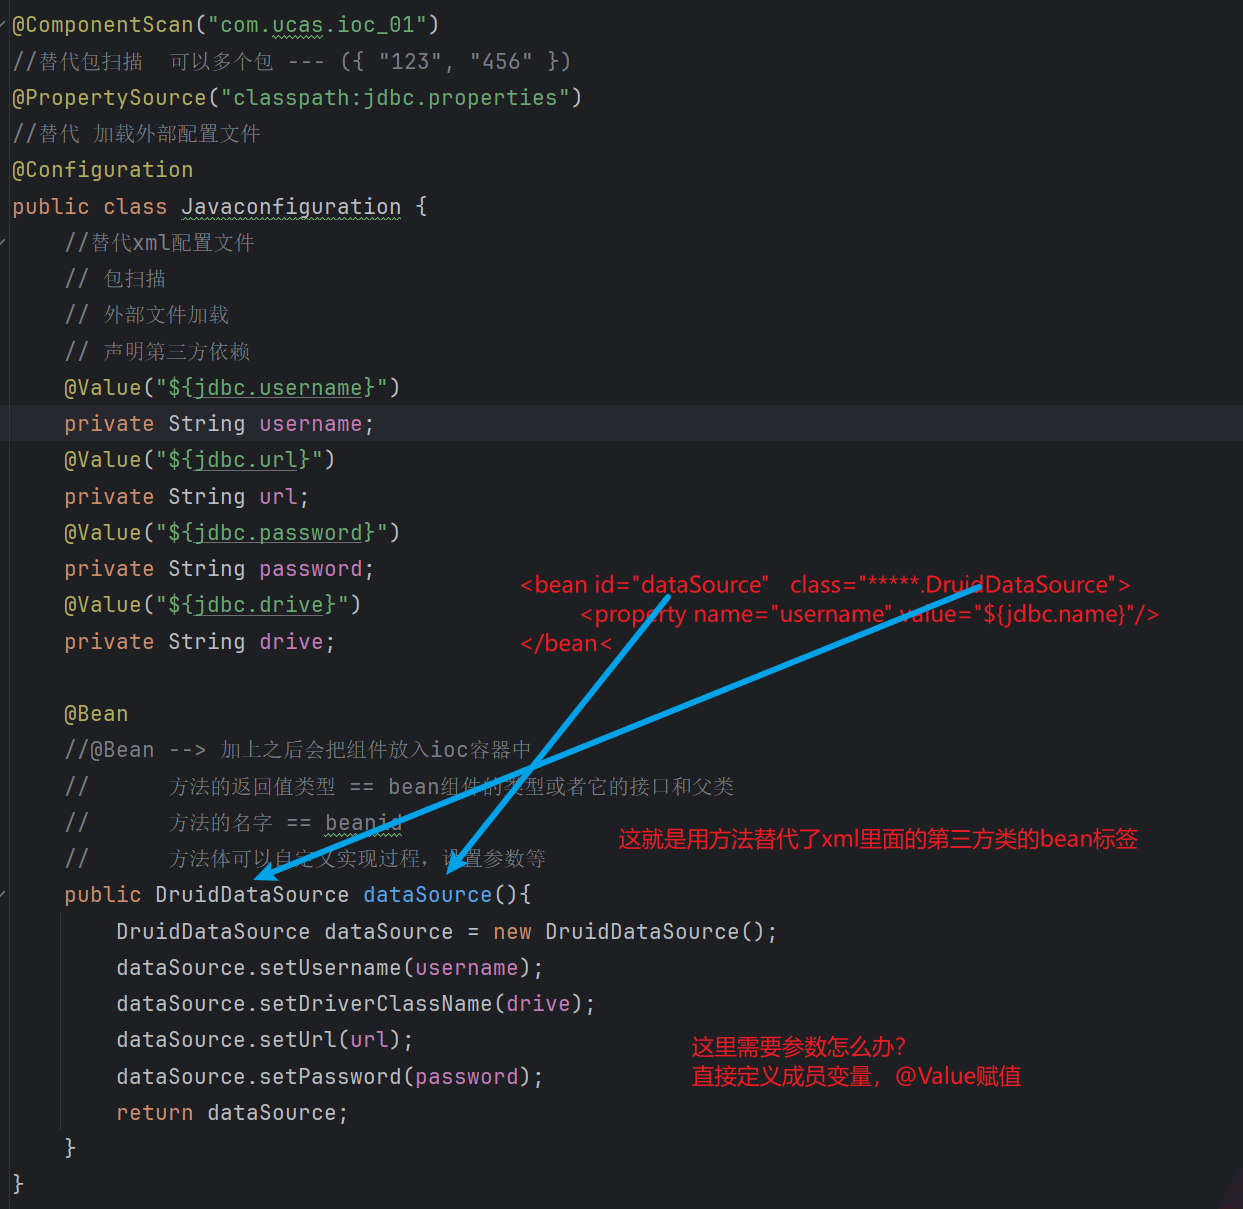 @ComponentScan("com.ucas.ioc_01")
//替代包扫描  可以多个包 --- ({ "123", "456" })
@PropertySource("classpath:jdbc.properties")
//替代 加载外部配置文件
@Configuration
public class Javaconfiguration {
//替代xml配置文件
// 包扫描
// 外部文件加载
// 声明第三方依赖
@Value("${jdbc.username}")
private String username;
@Value("${jdbc.url}")
private String url;
@Value("${jdbc.password}")
private String password;
@Value("${jdbc.drive}")
private String drive;
<bean id="dataSource"   class="*****.DruidDataSource">
<property name="username" value="${jdbc.name}"/>
</bean<
@Bean
//@Bean --> 加上之后会把组件放入ioc容器中
//      方法的返回值类型 == bean组件的类型或者它的接口和父类
//      方法的名字 == beanid
//      方法体可以自定义实现过程，设置参数等
这就是用方法替代了xml里面的第三方类的bean标签
public DruidDataSource dataSource(){
DruidDataSource dataSource = new DruidDataSource();
dataSource.setUsername(username);
dataSource.setDriverClassName(drive);
dataSource.setUrl(url);
dataSource.setPassword(password);
return dataSource;
这里需要参数怎么办？
直接定义成员变量，@Value赋值
}
}